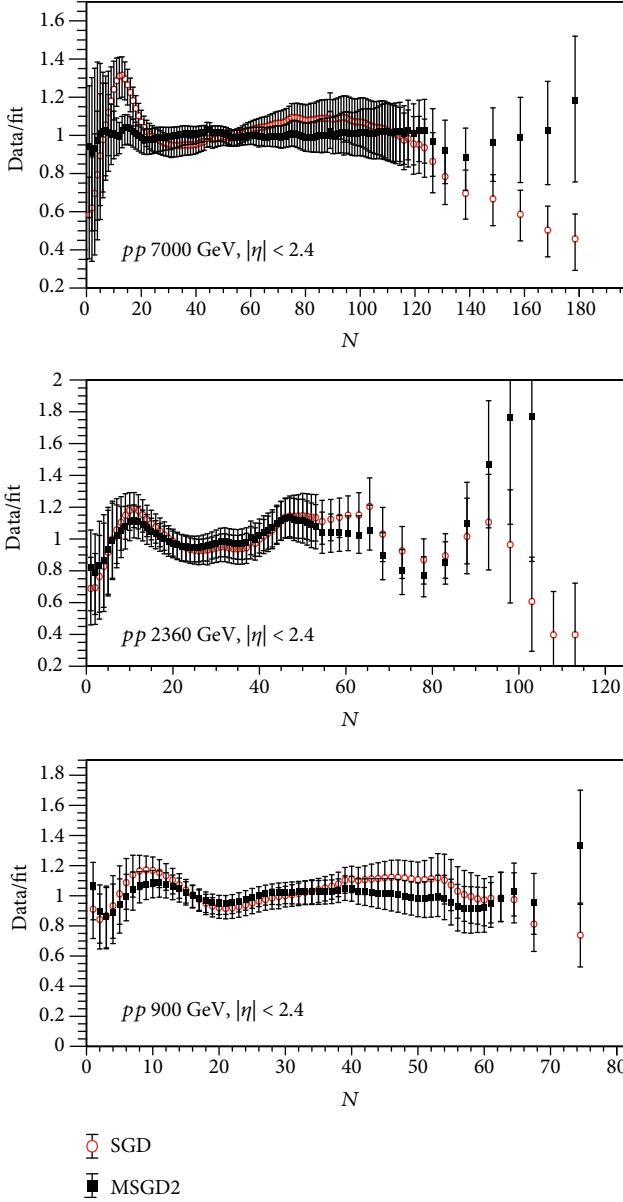 1.6
1.4
1.2
1
0.8
0.6
0.4
0.2
Data/fit
pp 7000 GeV, |η| < 2.4
0 20 40 60 80 100 120 140 160 180
N
2
1.8
1.6
1.4
1.2
1
0.8
0.6
0.4
0.2
Data/fit
pp 2360 GeV, |η| < 2.4
0 20 40 60 80 100 120
N
1.8
1.6
1.4
1.2
1
0.8
0.6
0.4
0.2
0
Data/fit
pp 900 GeV, |η| < 2.4
0 10 20 30 40 50 60 70 80
N
SGD
MSGD2